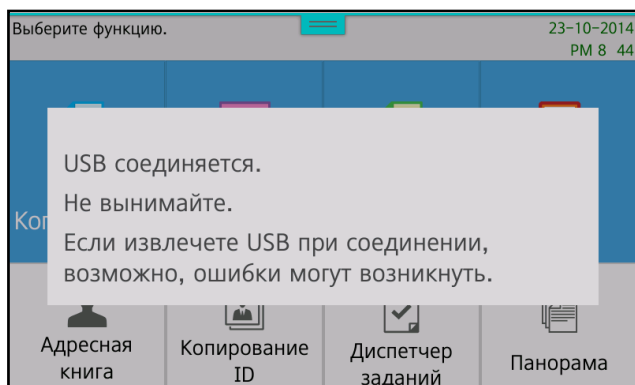 Выберите функцию.
23-10-2014
PM 8 44
USB соединяется.
Не вынимайте.
Если извлечете USB при соединении,
возможно, ошибки могут возникнуть.
Адресная
книга
Копирование
ID
Диспетчер
заданий
Панорама